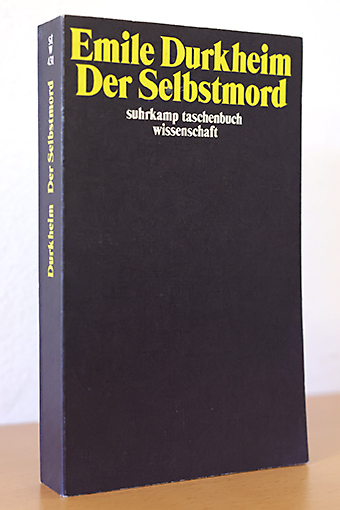 Emile Durkheim
Der Selbstmord
suhrkamp taschenbuch
wissenschaft
Durkheim Der Selbstmord